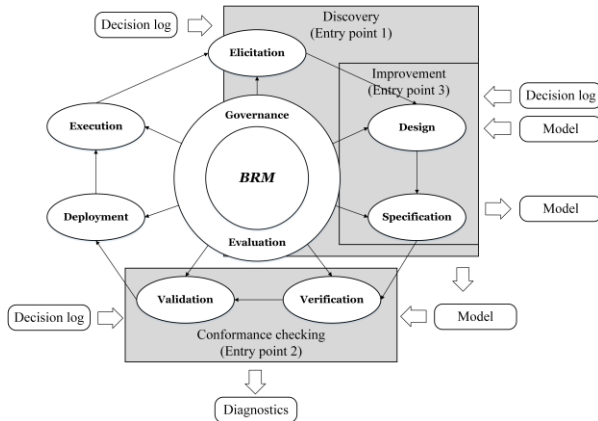 Discovery
(Entry point 1)
Decision log
Elicitation
Improvement
(Entry point 3)
Decision log
Governance
Execution
Design
Model
BRM
Deployment
Specification
Model
Evaluation
Validation
Verification
Decision log
Model
Conformance checking
(Entry point 2)
Diagnostics